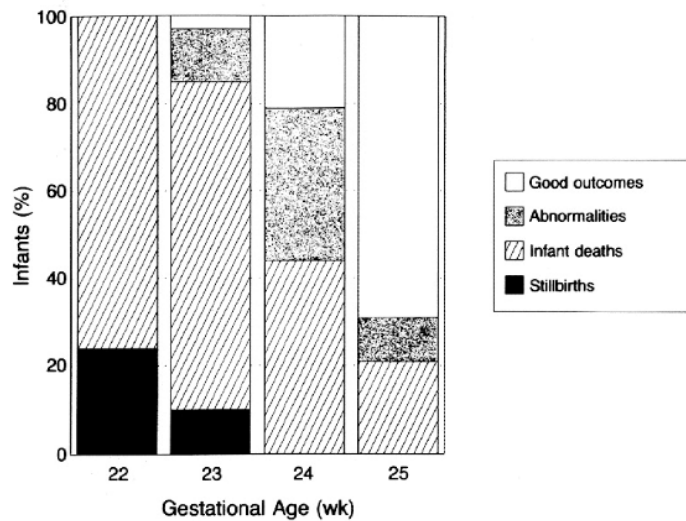 100
80
60
40
20
0
Infants (%)
22 23 24 25
Gestational Age (wk)
Good outcomes
Abnormalities
Infant deaths
Stillbirths